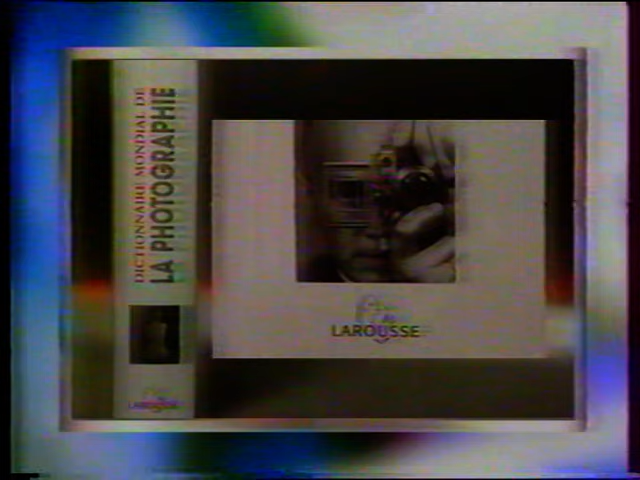 DICTIONNAIRE MONDIAL DE
LA PHOTOGRAPHIE
LAROUSSE
LAROUSSE